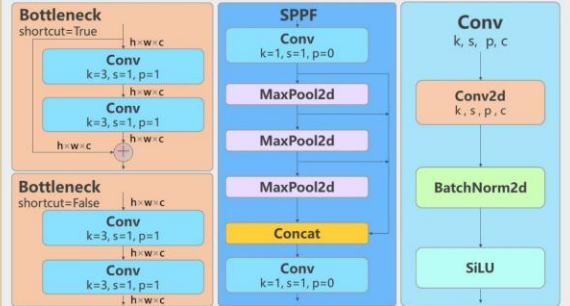 Bottleneck
shortcut=True
h×w×c
Conv
k=3, s=1, p=1
h×w×c
Conv
k=3, s=1, p=1
h×w×c
h×w×c
+
Bottleneck
shortcut=False
h×w×c
Conv
k=3, s=1, p=1
h×w×c
Conv
k=3, s=1, p=1
h×w×c
SPPF
Conv
k=1, s=1, p=0
MaxPool2d
MaxPool2d
MaxPool2d
Concat
Conv
k=1, s=1, p=0
Conv
k, s, p, c
Conv2d
k, s, p, c
BatchNorm2d
SiLU